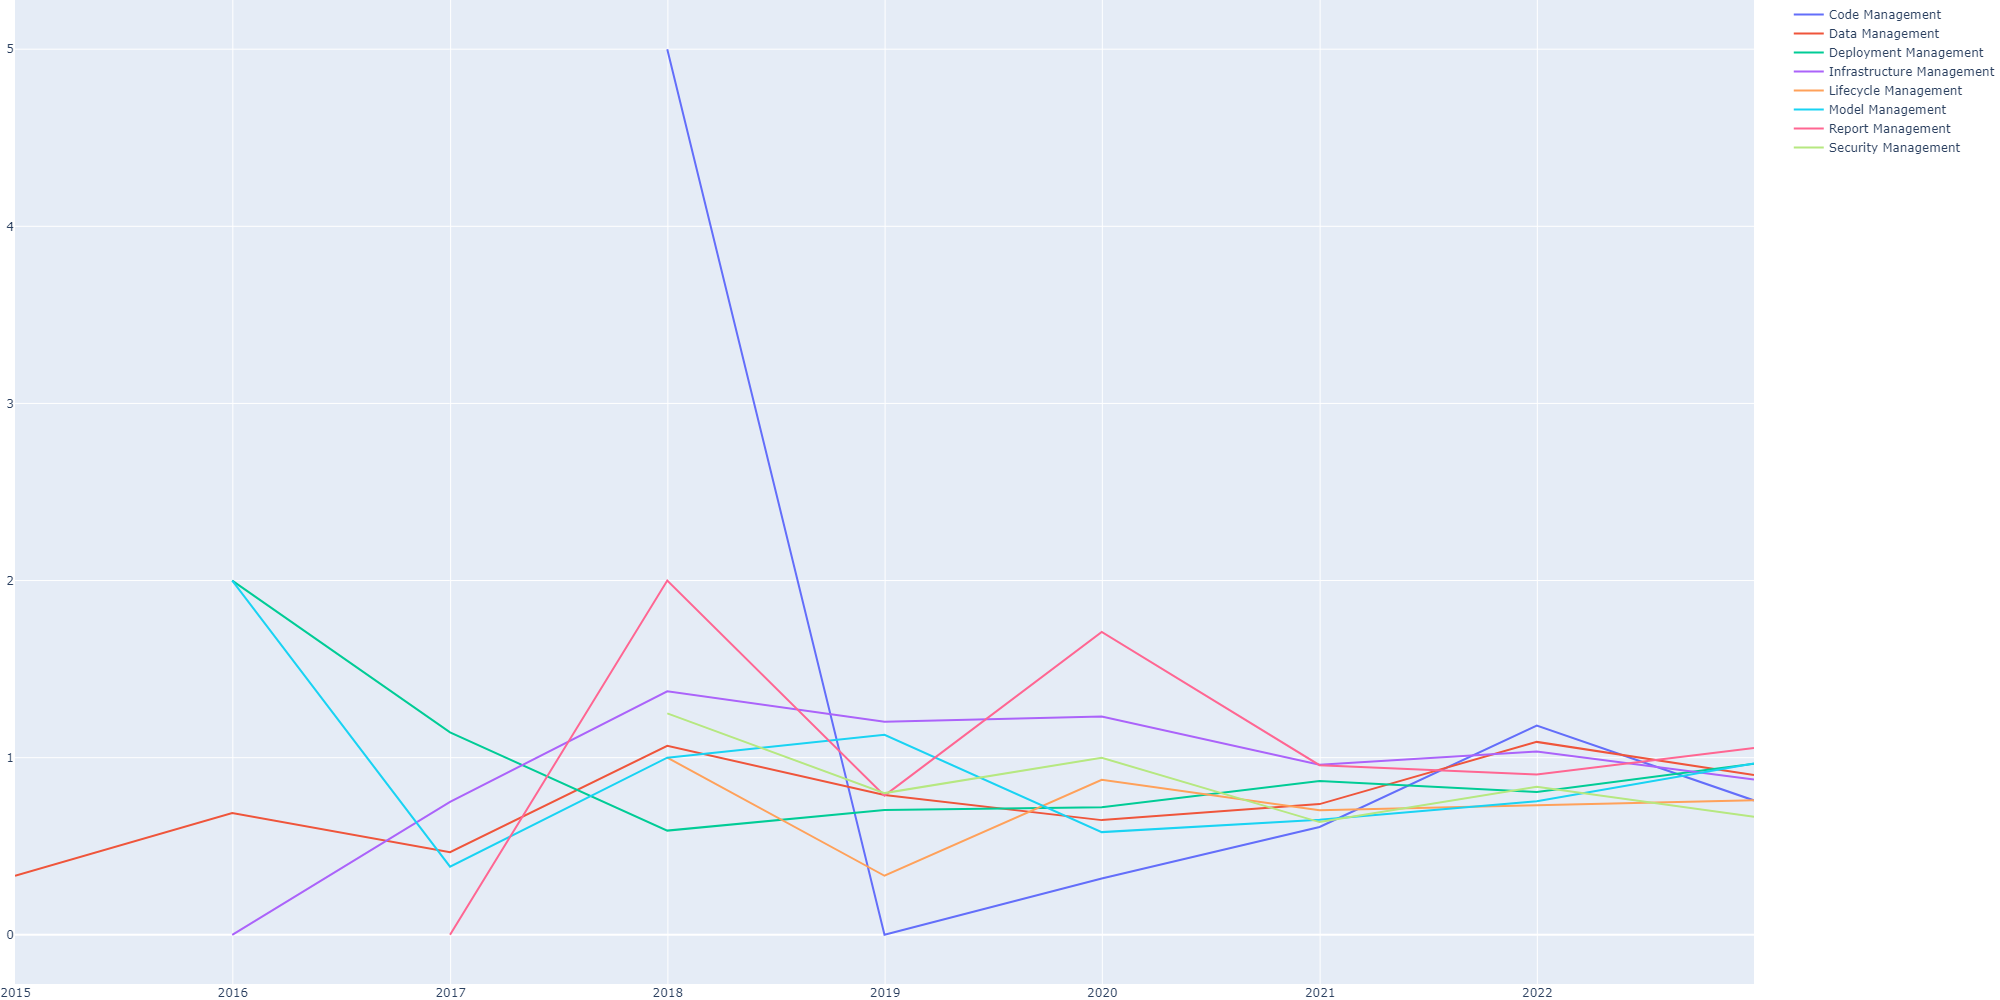 5
4
3
2
1
0
2015 2016 2017 2018 2019 2020 2021 2022
Code Management
Data Management
Deployment Management
Infrastructure Management
Lifecycle Management
Model Management
Report Management
Security Management